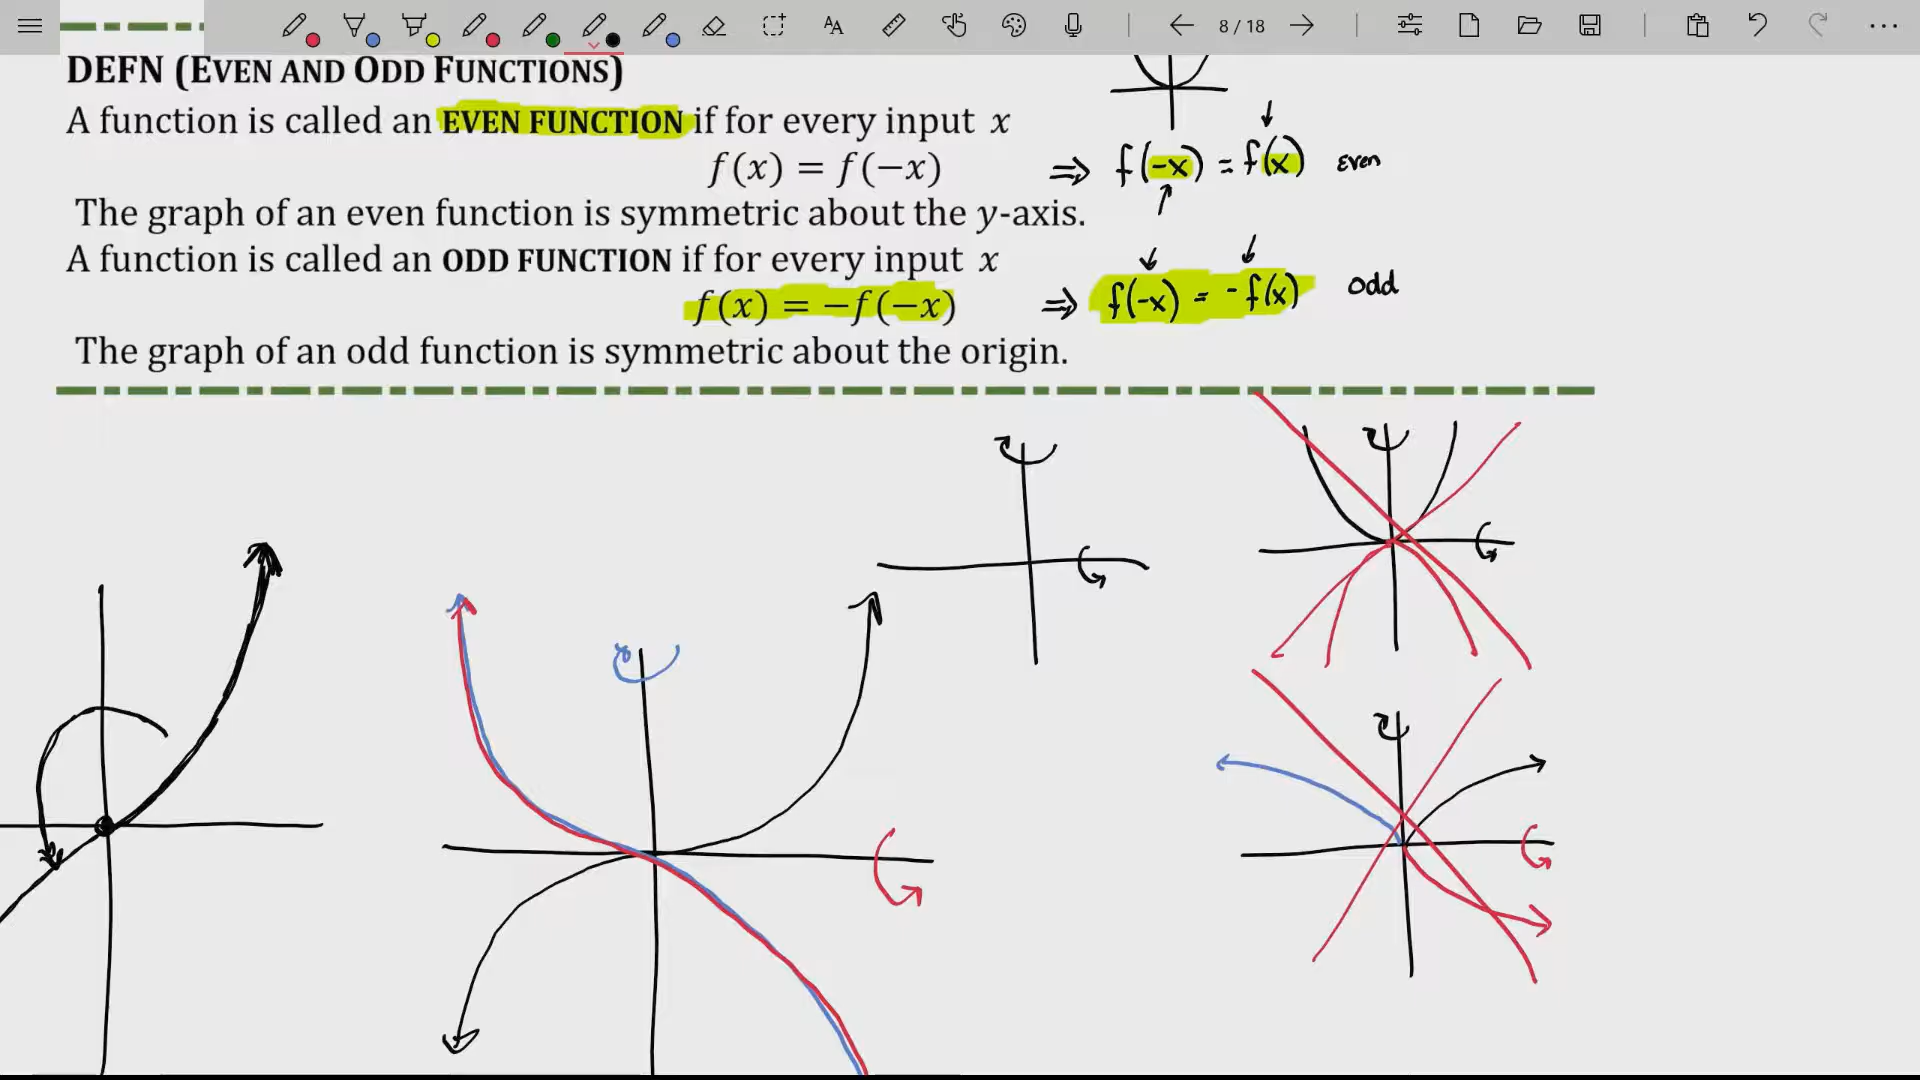 8 / 18
DEFN (EVEN AND ODD FUNCTIONS)
A function is called an EVEN FUNCTION if for every input x
f(x) = f(−x) ⇒ f(-x) = f(x) even
The graph of an even function is symmetric about the y-axis.
A function is called an ODD FUNCTION if for every input x
f(x) = −f(−x) ⇒ f(-x) = -f(x) odd
The graph of an odd function is symmetric about the origin.